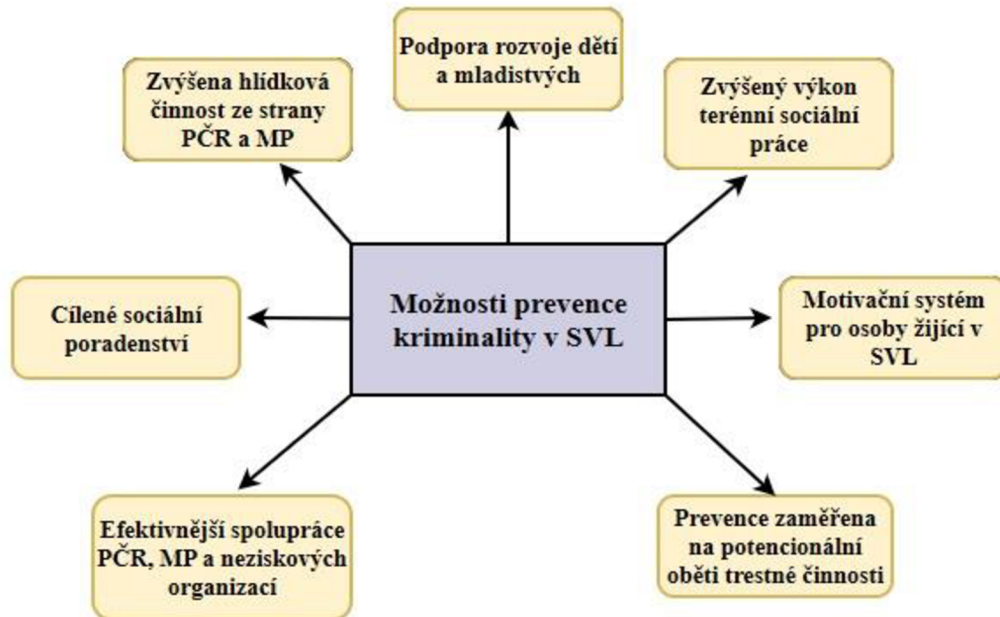 Podpora rozvoje dětí
a mladistvých
Zvýšena hlídková
činnost ze strany
PČR a MP
Zvýšený výkon
terénní sociální
práce
Možnosti prevence
kriminality v SVL
Cílené sociální
poradenství
Motivační systém
pro osoby žijící v
SVL
Efektivnější spolupráce
PČR, MP a neziskových
organizací
Prevence zaměřena
na potencionální
oběti trestné činnosti